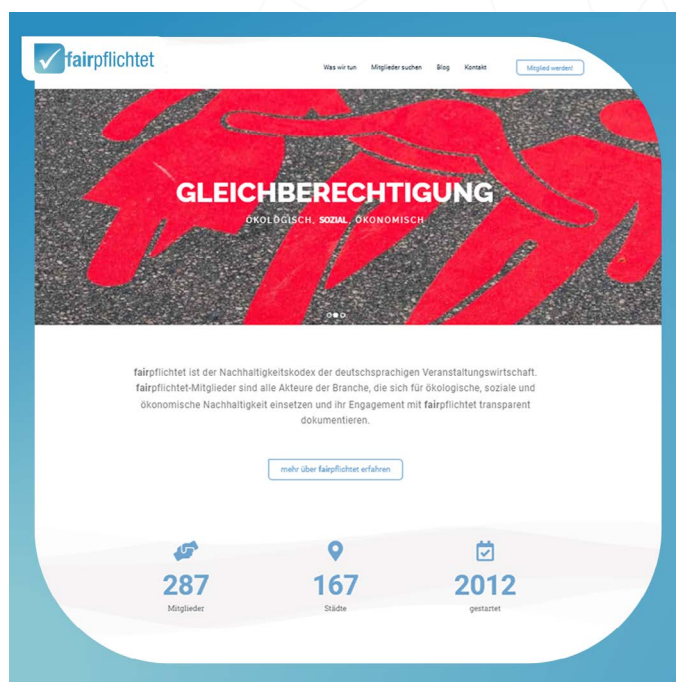 fairpflichtet
Was wir tun Mitglieder suchen Blog Kontakt Mitglied werden!
GLEICHBERECHTIGUNG
ÖKOLOGISCH, SOZIAL, ÖKONOMISCH
fairpflichtet ist der Nachhaltigkeitskodex der deutschsprachigen Veranstaltungswirtschaft.
fairpflichtet-Mitglieder sind alle Akteure der Branche, die sich für ökologische, soziale und
ökonomische Nachhaltigkeit einsetzen und ihr Engagement mit fairpflichtet transparent
dokumentieren.
mehr über fairpflichtet erfahren
287 167 2012
Mitglieder Städte gestartet